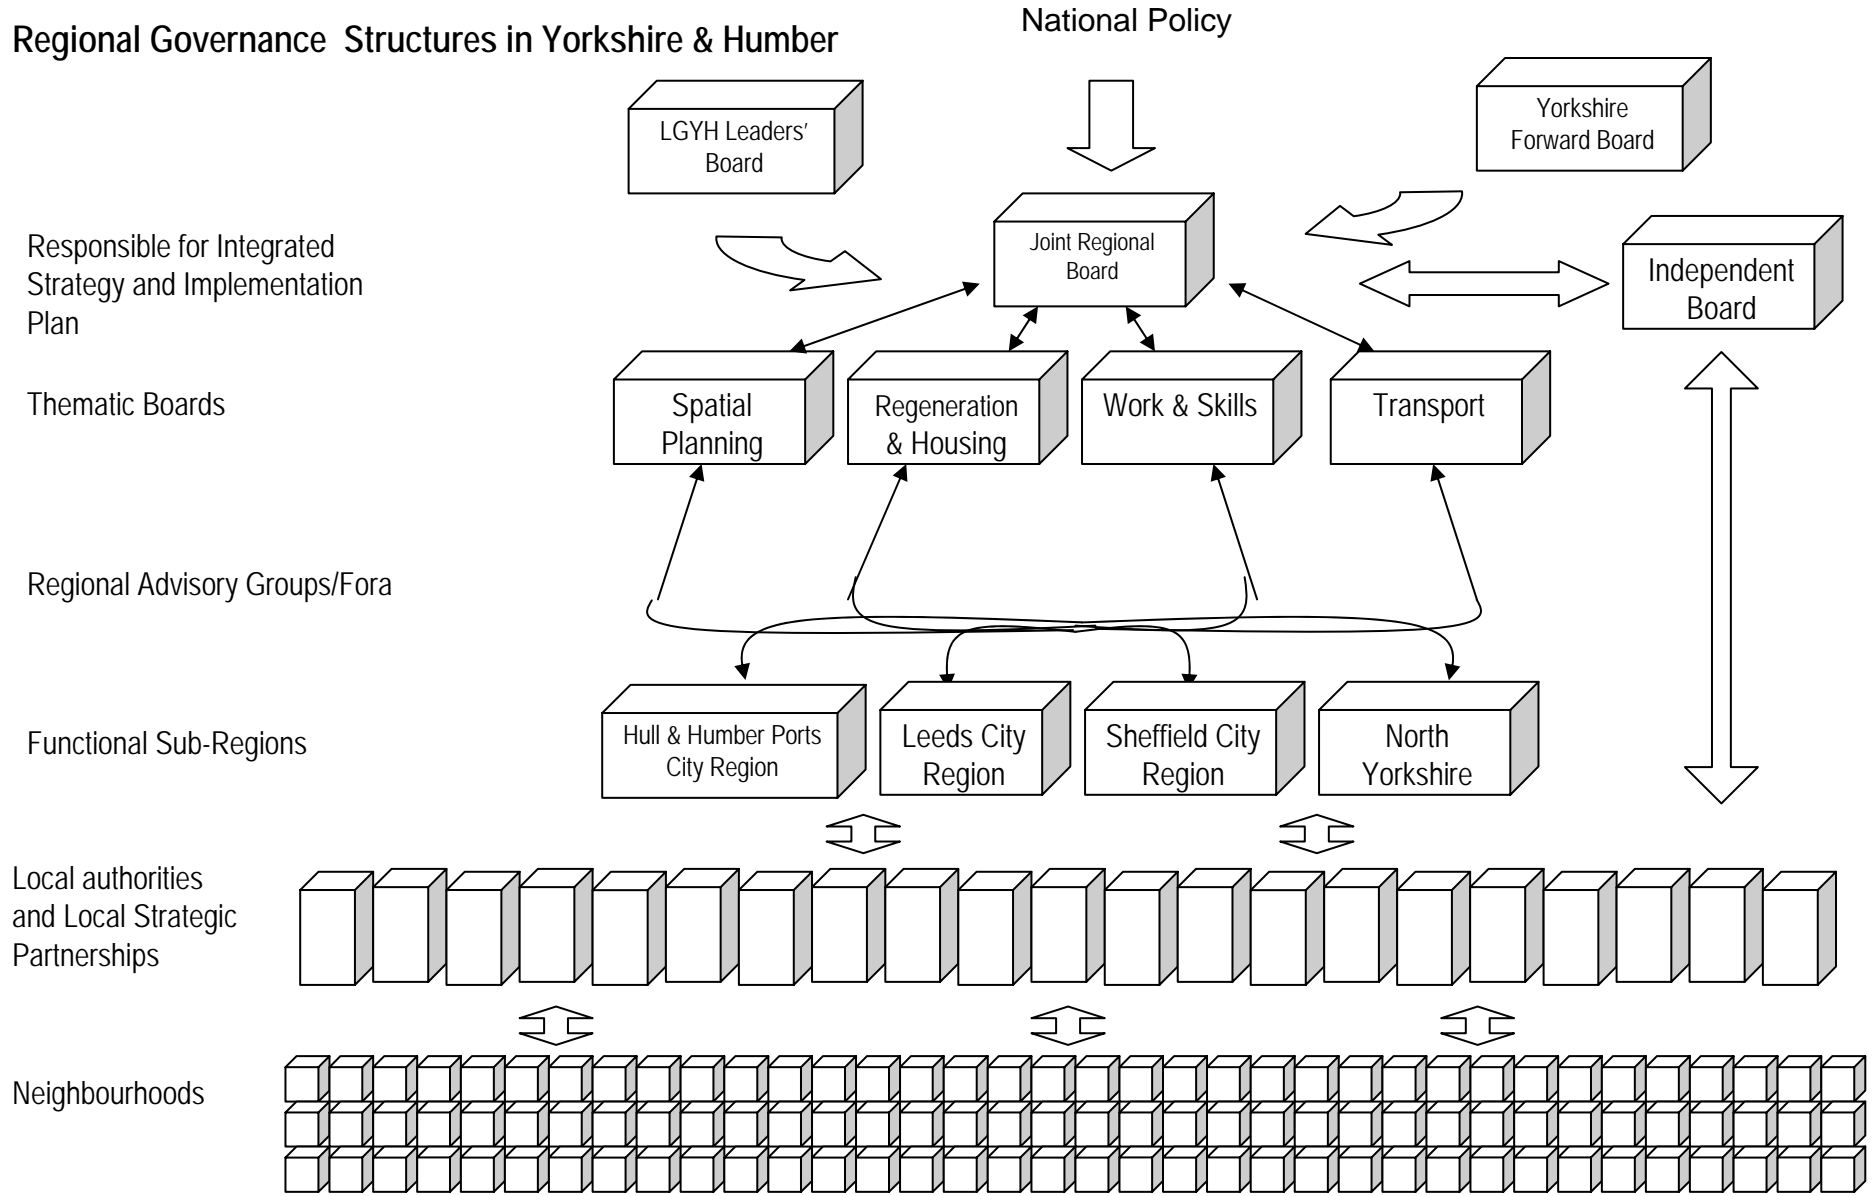 Regional Governance Structures in Yorkshire & Humber
National Policy
LGYH Leaders'
Board
Yorkshire
Forward Board
Responsible for Integrated
Strategy and Implementation
Plan
Joint Regional
Board
Independent
Board
Thematic Boards
Spatial
Planning
Regeneration
& Housing
Work & Skills
Transport
Regional Advisory Groups/Fora
Functional Sub-Regions
Hull & Humber Ports
City Region
Leeds City
Region
Sheffield City
Region
North
Yorkshire
Local authorities
and Local Strategic
Partnerships
Neighbourhoods